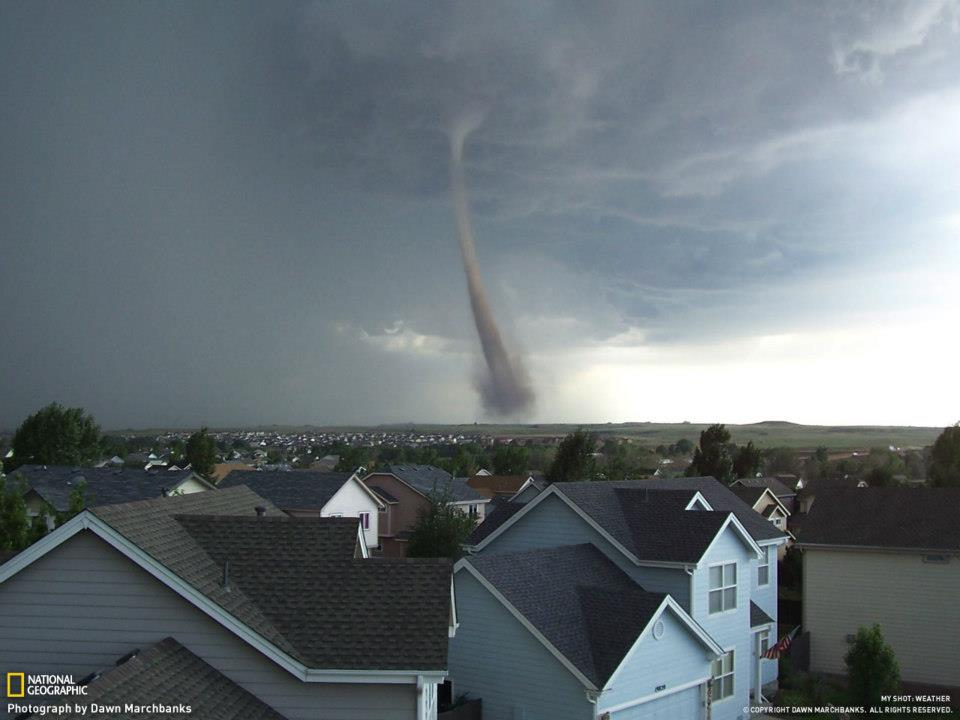 NATIONAL
GEOGRAPHIC
Photograph by Dawn Marchbanks
MY SHOT: WEATHER
© COPYRIGHT DAWN MARCHBANKS. ALL RIGHTS RESERVED.